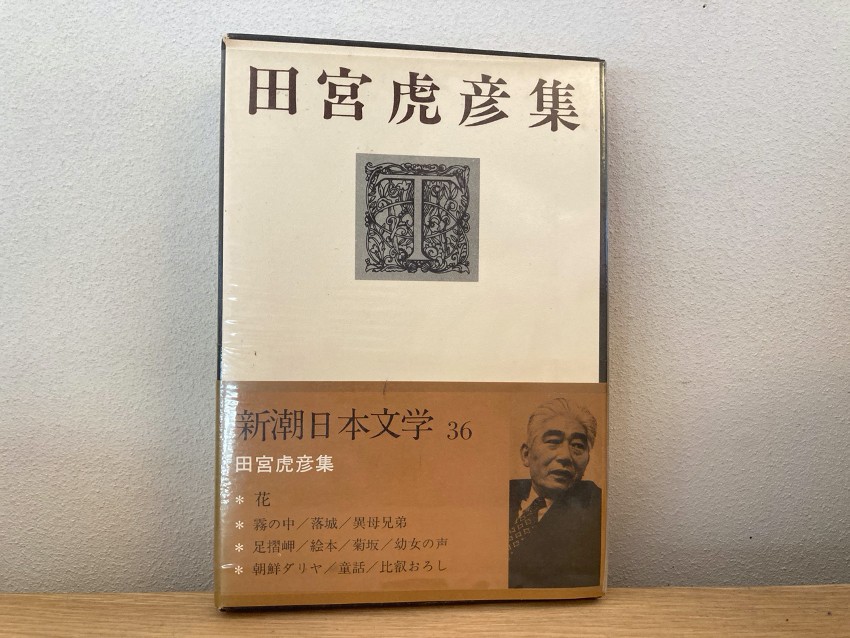 田宮虎彦集
T
新潮日本文学 36
田宮虎彦集
* 花
* 霧の中/落城/異母兄弟
* 足摺岬/絵本/菊坂/幼女の声
* 朝鮮ダリヤ/童話/比叡おろし